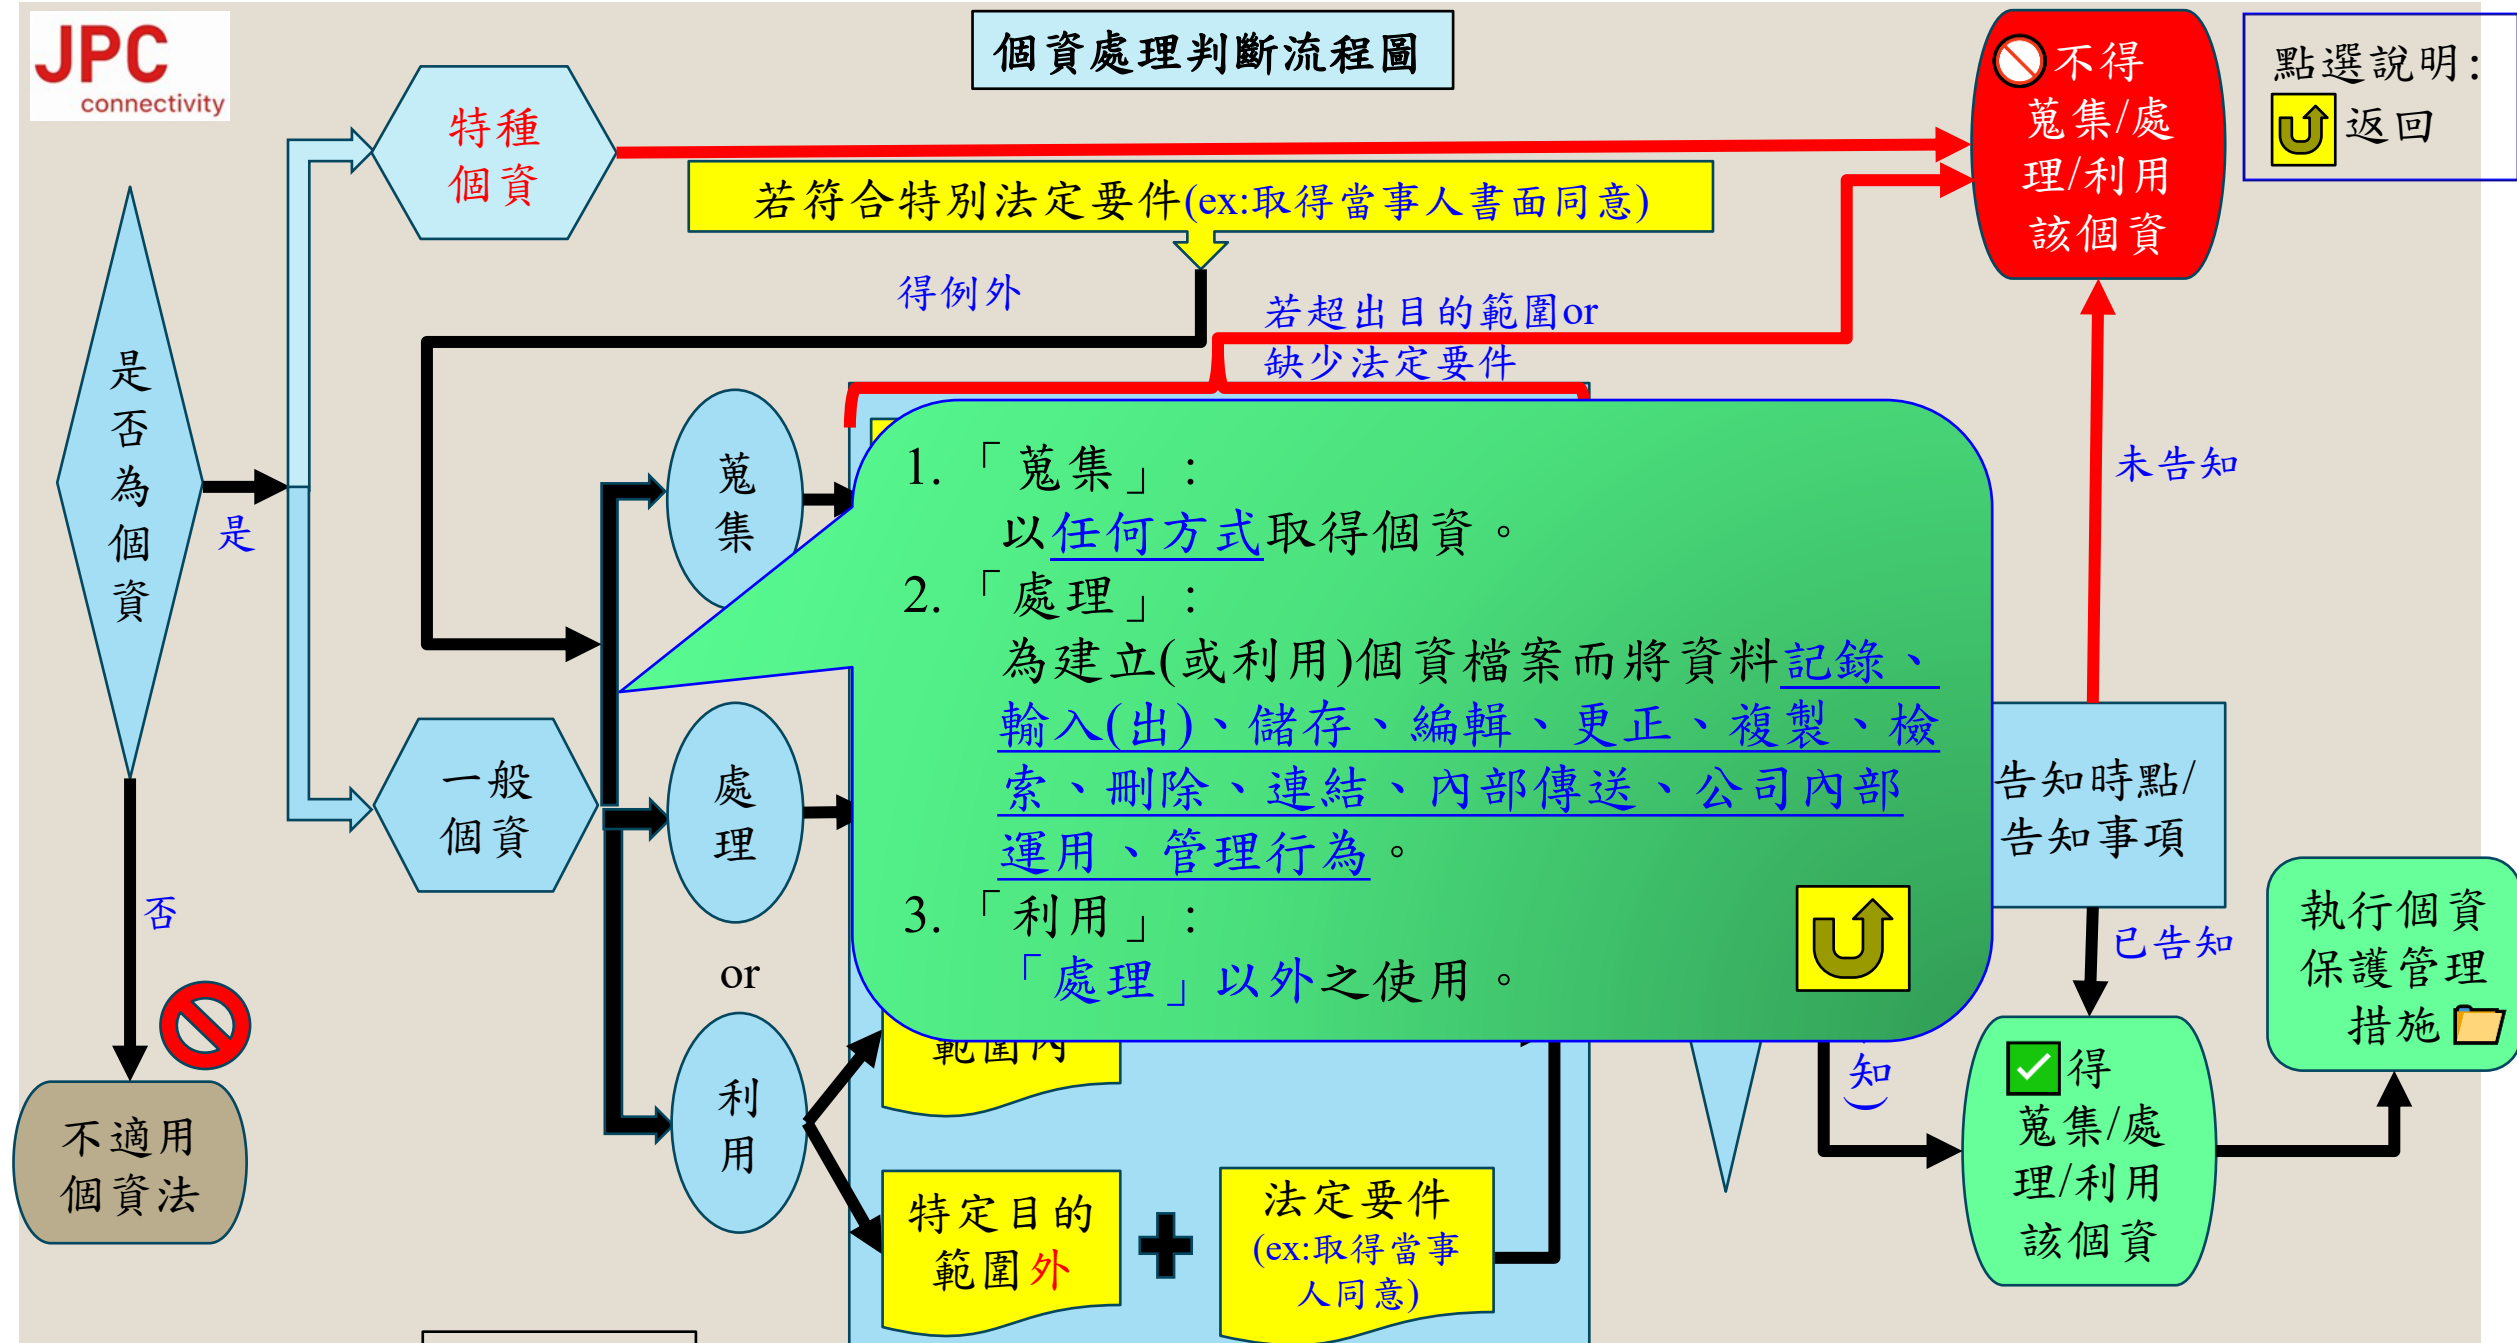 JPC
connectivity
個資處理判斷流程圖
點選說明:
返回
不得
蒐集/處
理/利用
該個資
特種
個資
若符合特別法定要件(ex:取得當事人書面同意)
得例外
若超出目的範圍or
缺少法定要件
是
否
為
個
資
是
否
不適用
個資法
一般
個資
蒐
集
處
理
or
利
用
1. 「蒐集」:
以任何方式取得個資。
2. 「處理」:
為建立(或利用)個資檔案而將資料記錄、
輸入(出)、儲存、編輯、更正、複製、檢
索、刪除、連結、內部傳送、公司內部
運用、管理行為。
3. 「利用」:
「處理」以外之使用。
範圍內
特定目的
範圍外
法定要件
(ex:取得當事
人同意)
未告知
告知時點/
告知事項
已告知
知)
得
蒐集/處
理/利用
該個資
執行個資
保護管理
措施